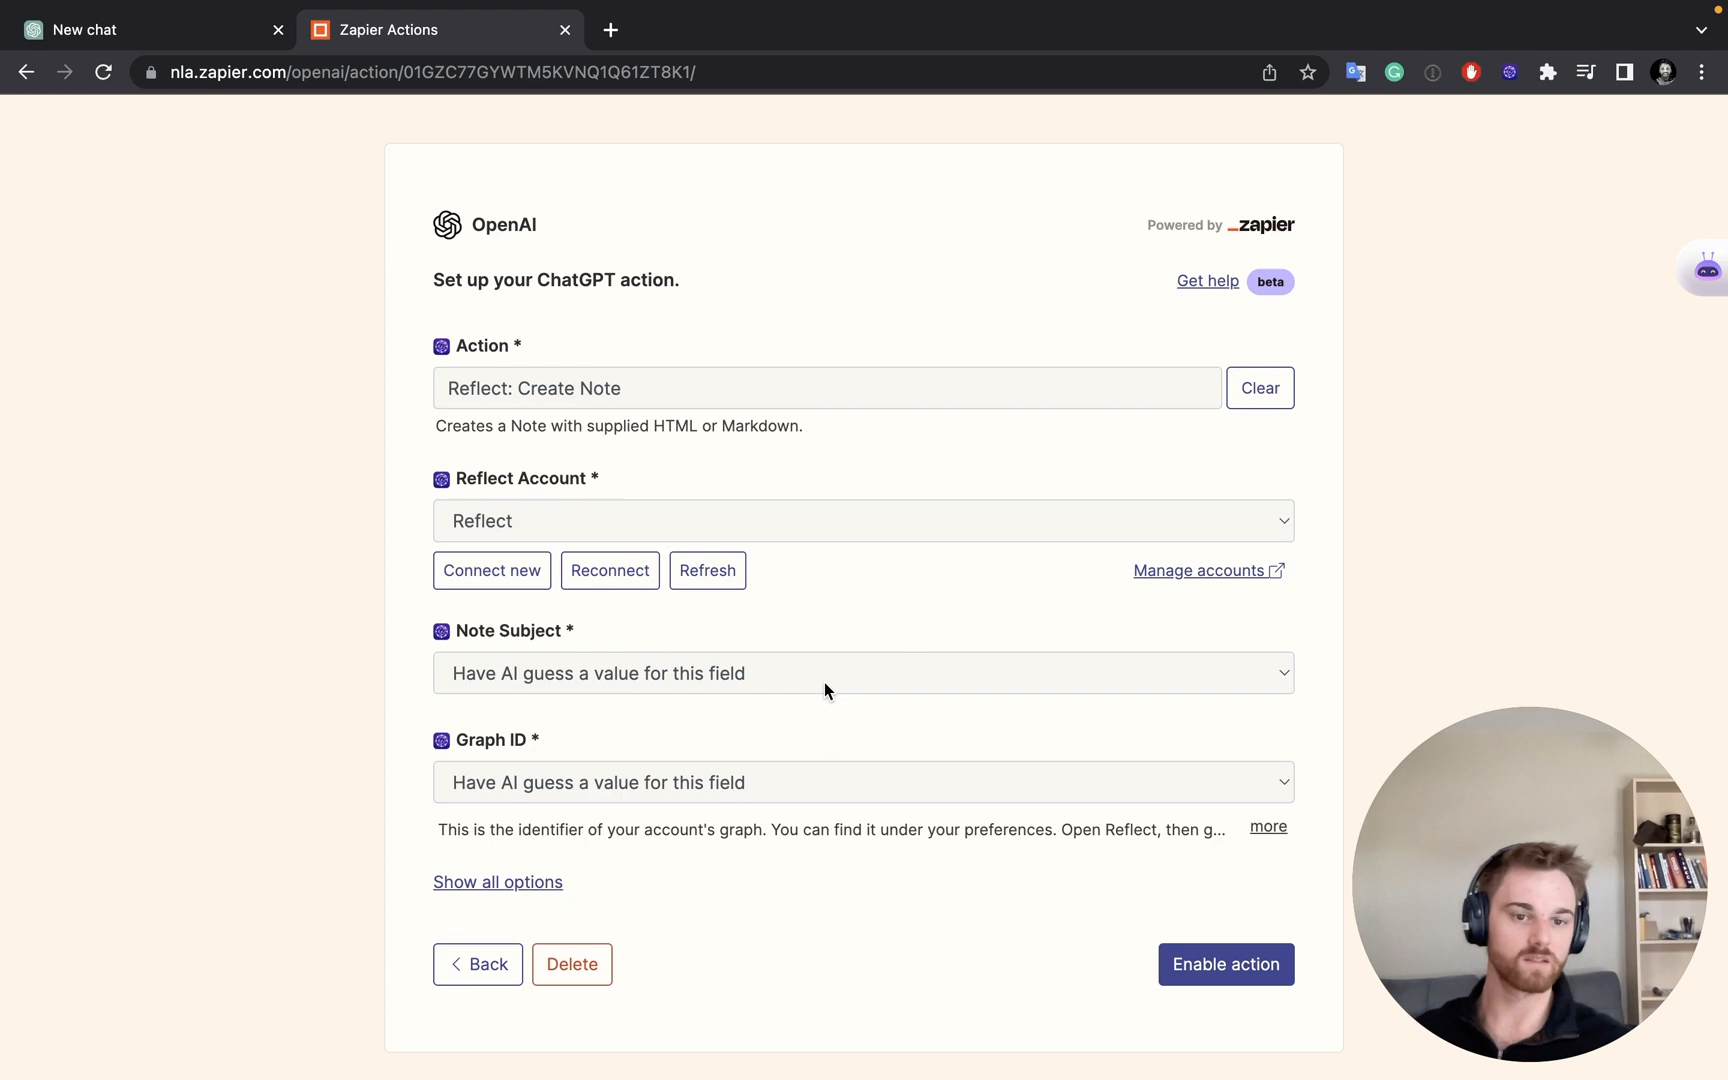 New chat
Zapier Actions
nla.zapier.com/openai/action/01GZC77GYWTM5KVNQ1Q61ZT8K1/
OpenAI
Powered by zapier
Set up your ChatGPT action.
Get help
beta
Action *
Reflect: Create Note
Clear
Creates a Note with supplied HTML or Markdown.
Reflect Account *
Reflect
Connect new
Reconnect
Refresh
Manage accounts
Note Subject *
Have AI guess a value for this field
Graph ID *
Have AI guess a value for this field
This is the identifier of your account's graph. You can find it under your preferences. Open Reflect, then g...
more
Show all options
Back
Delete
Enable action